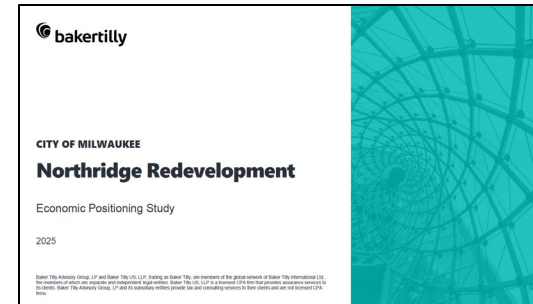 bakertilly
CITY OF MILWAUKEE
Northridge Redevelopment
Economic Positioning Study
2025
Baker Tilly Advisory Group, LP and Baker Tilly US, LLP, trading as Baker Tilly, are members of the global network of Baker Tilly International Ltd.,
the members of which are separate and independent legal entities. Baker Tilly US, LLP is a licensed CPA firm that provides assurance services to
its clients. Baker Tilly Advisory Group, LP and its subsidiary entities provide tax and consulting services to their clients and are not licensed CPA
firms.